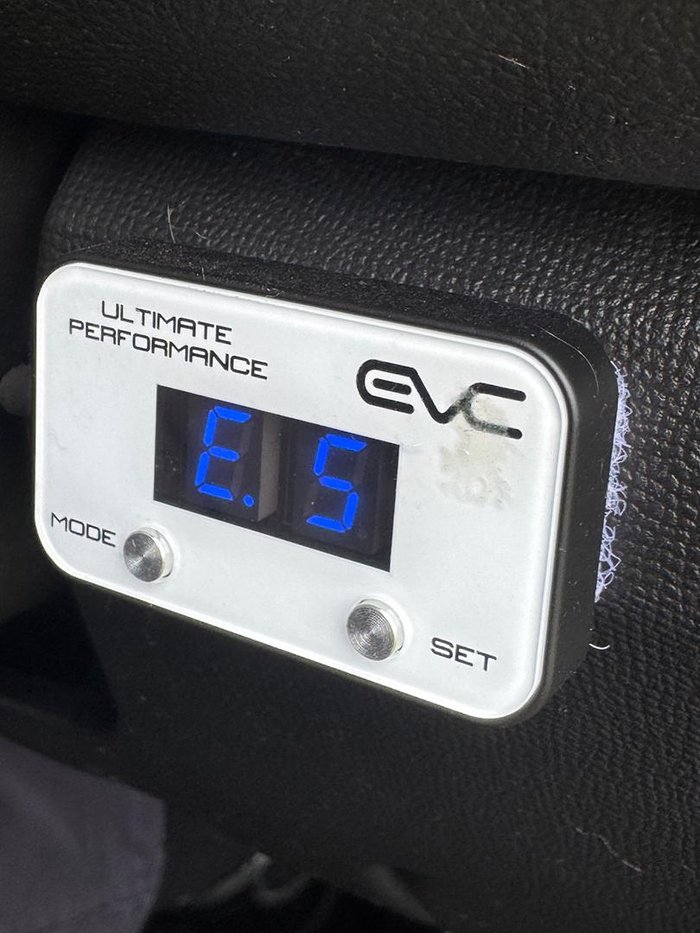 ULTIMATE
PERFORMANCE
EVC
E.5
MODE
SET